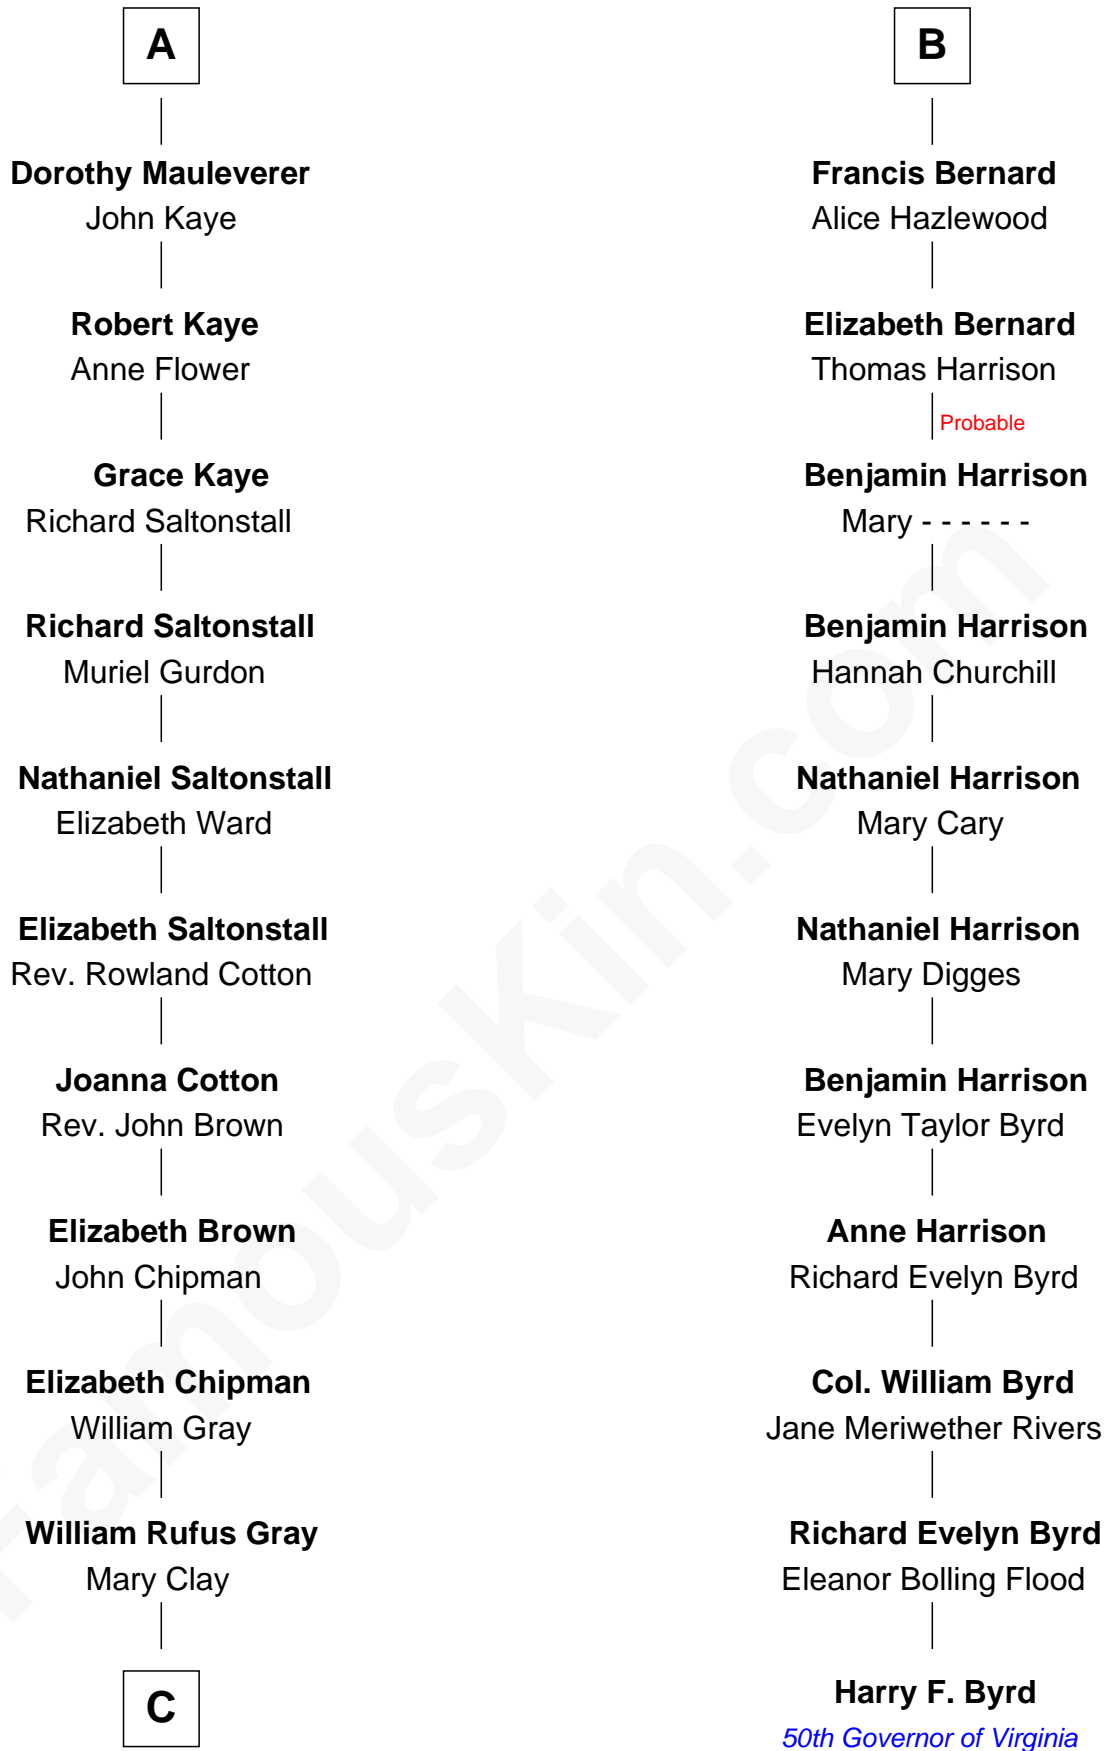 A
Dorothy Mauleverer
John Kaye
Robert Kaye
Anne Flower
Grace Kaye
Richard Saltonstall
Richard Saltonstall
Muriel Gurdon
Nathaniel Saltonstall
Elizabeth Ward
Elizabeth Saltonstall
Rev. Rowland Cotton
Joanna Cotton
Rev. John Brown
Elizabeth Brown
John Chipman
Elizabeth Chipman
William Gray
William Rufus Gray
Mary Clay
C
B
Francis Bernard
Alice Hazlewood
Elizabeth Bernard
Thomas Harrison
Probable
Benjamin Harrison
Mary - - - - - -
Benjamin Harrison
Hannah Churchill
Nathaniel Harrison
Mary Cary
Nathaniel Harrison
Mary Digges
Benjamin Harrison
Evelyn Taylor Byrd
Anne Harrison
Richard Evelyn Byrd
Col. William Byrd
Jane Meriwether Rivers
Richard Evelyn Byrd
Eleanor Bolling Flood
Harry F. Byrd
50th Governor of Virginia
FamousKin.com